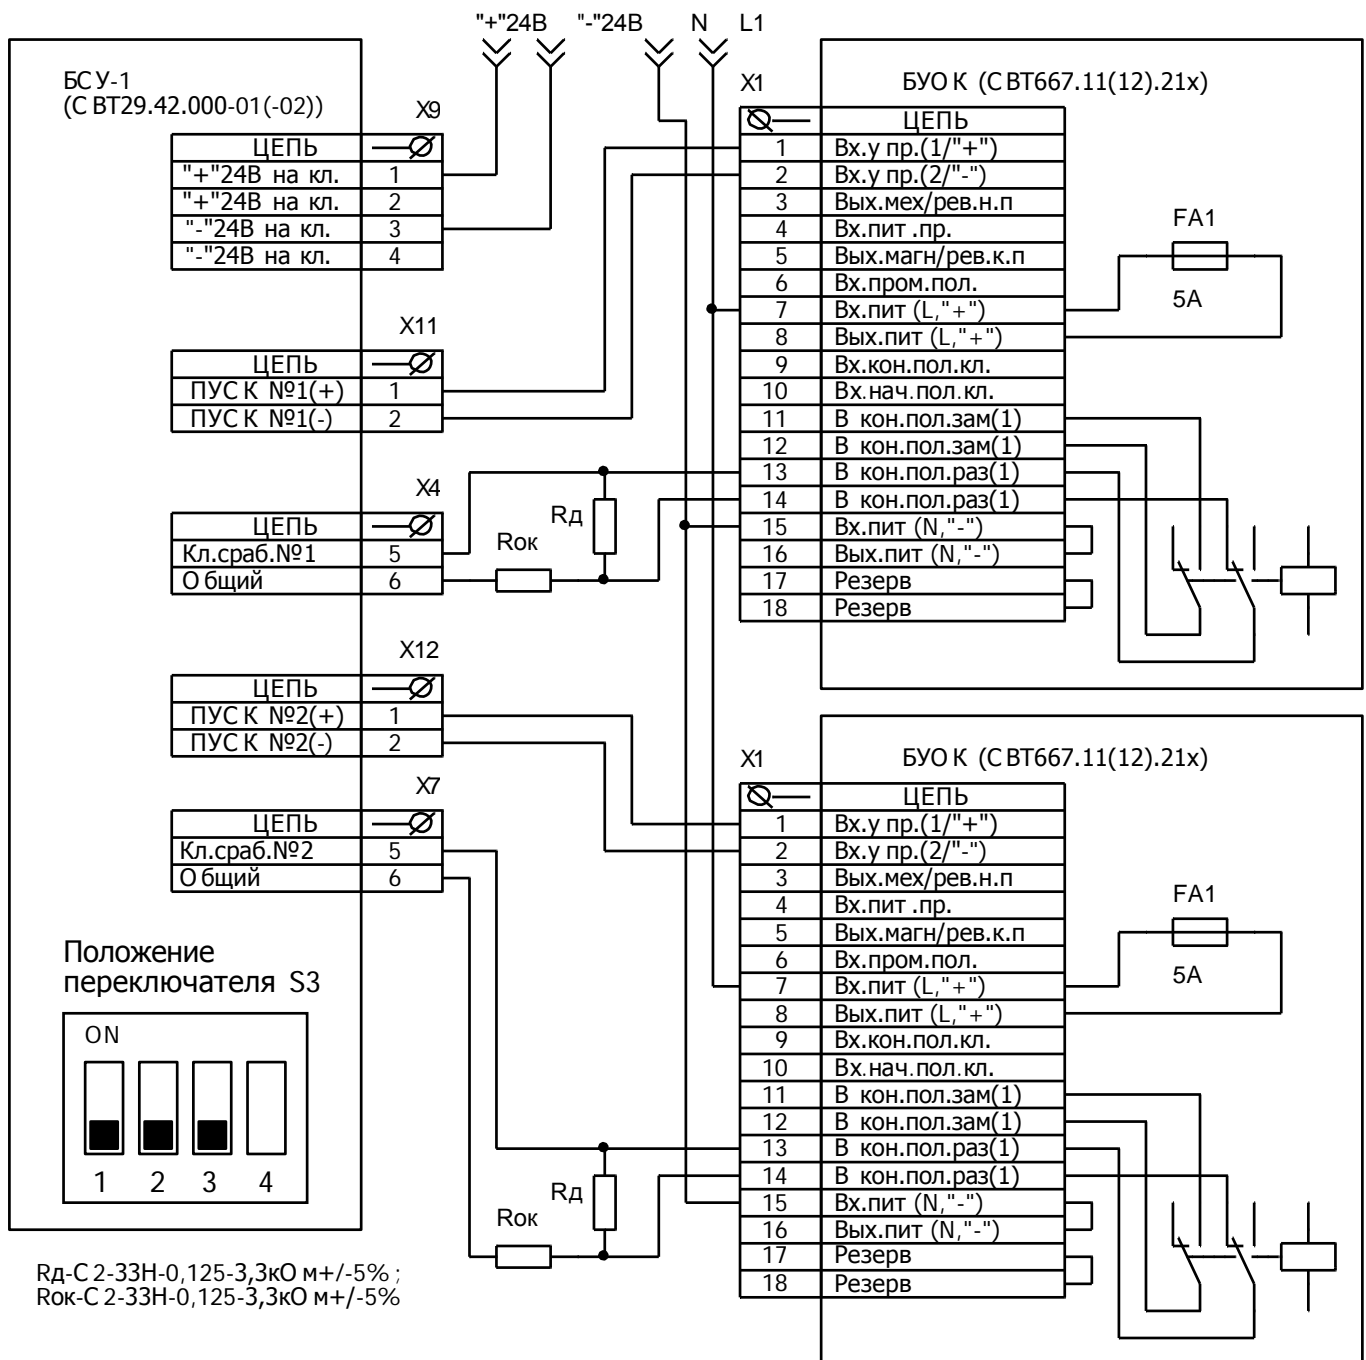 "+"24В "-"24В N L1
БСУ-1
(СВТ29.42.000-01(-02))
X9
ЦЕПЬ
"+"24В на кл. 1
"+"24В на кл. 2
"-"24В на кл. 3
"-"24В на кл. 4
X11
ЦЕПЬ
ПУСК №1(+) 1
ПУСК №1(-) 2
X4
ЦЕПЬ
Кл.сраб.№1 5
Общий 6
Rок
Rд
X12
ЦЕПЬ
ПУСК №2(+) 1
ПУСК №2(-) 2
X7
ЦЕПЬ
Кл.сраб.№2 5
Общий 6
Rок
Rд
Положение
переключателя S3
ON
1 2 3 4
Rд-С2-33Н-0,125-3,3кОм+/-5%;
Rок-С2-33Н-0,125-3,3кОм+/-5%
X1
БУОК (СВТ667.11(12).21х)
ЦЕПЬ
1 Вх.упр.(1/"+")
2 Вх.упр.(2/"-")
3 Вых.мех/рев.н.п
4 Вх.пит.пр.
5 Вых.магн/рев.к.п
6 Вх.пром.пол.
7 Вх.пит (L,"+")
8 Вых.пит (L,"+")
9 Вх.кон.пол.кл.
10 Вх.нач.пол.кл.
11 В кон.пол.зам(1)
12 В кон.пол.зам(1)
13 В кон.пол.раз(1)
14 В кон.пол.раз(1)
15 Вх.пит (N,"-")
16 Вых.пит (N,"-")
17 Резерв
18 Резерв
FA1
5А
X1
БУОК (СВТ667.11(12).21х)
ЦЕПЬ
1 Вх.упр.(1/"+")
2 Вх.упр.(2/"-")
3 Вых.мех/рев.н.п
4 Вх.пит.пр.
5 Вых.магн/рев.к.п
6 Вх.пром.пол.
7 Вх.пит (L,"+")
8 Вых.пит (L,"+")
9 Вх.кон.пол.кл.
10 Вх.нач.пол.кл.
11 В кон.пол.зам(1)
12 В кон.пол.зам(1)
13 В кон.пол.раз(1)
14 В кон.пол.раз(1)
15 Вх.пит (N,"-")
16 Вых.пит (N,"-")
17 Резерв
18 Резерв
FA1
5А